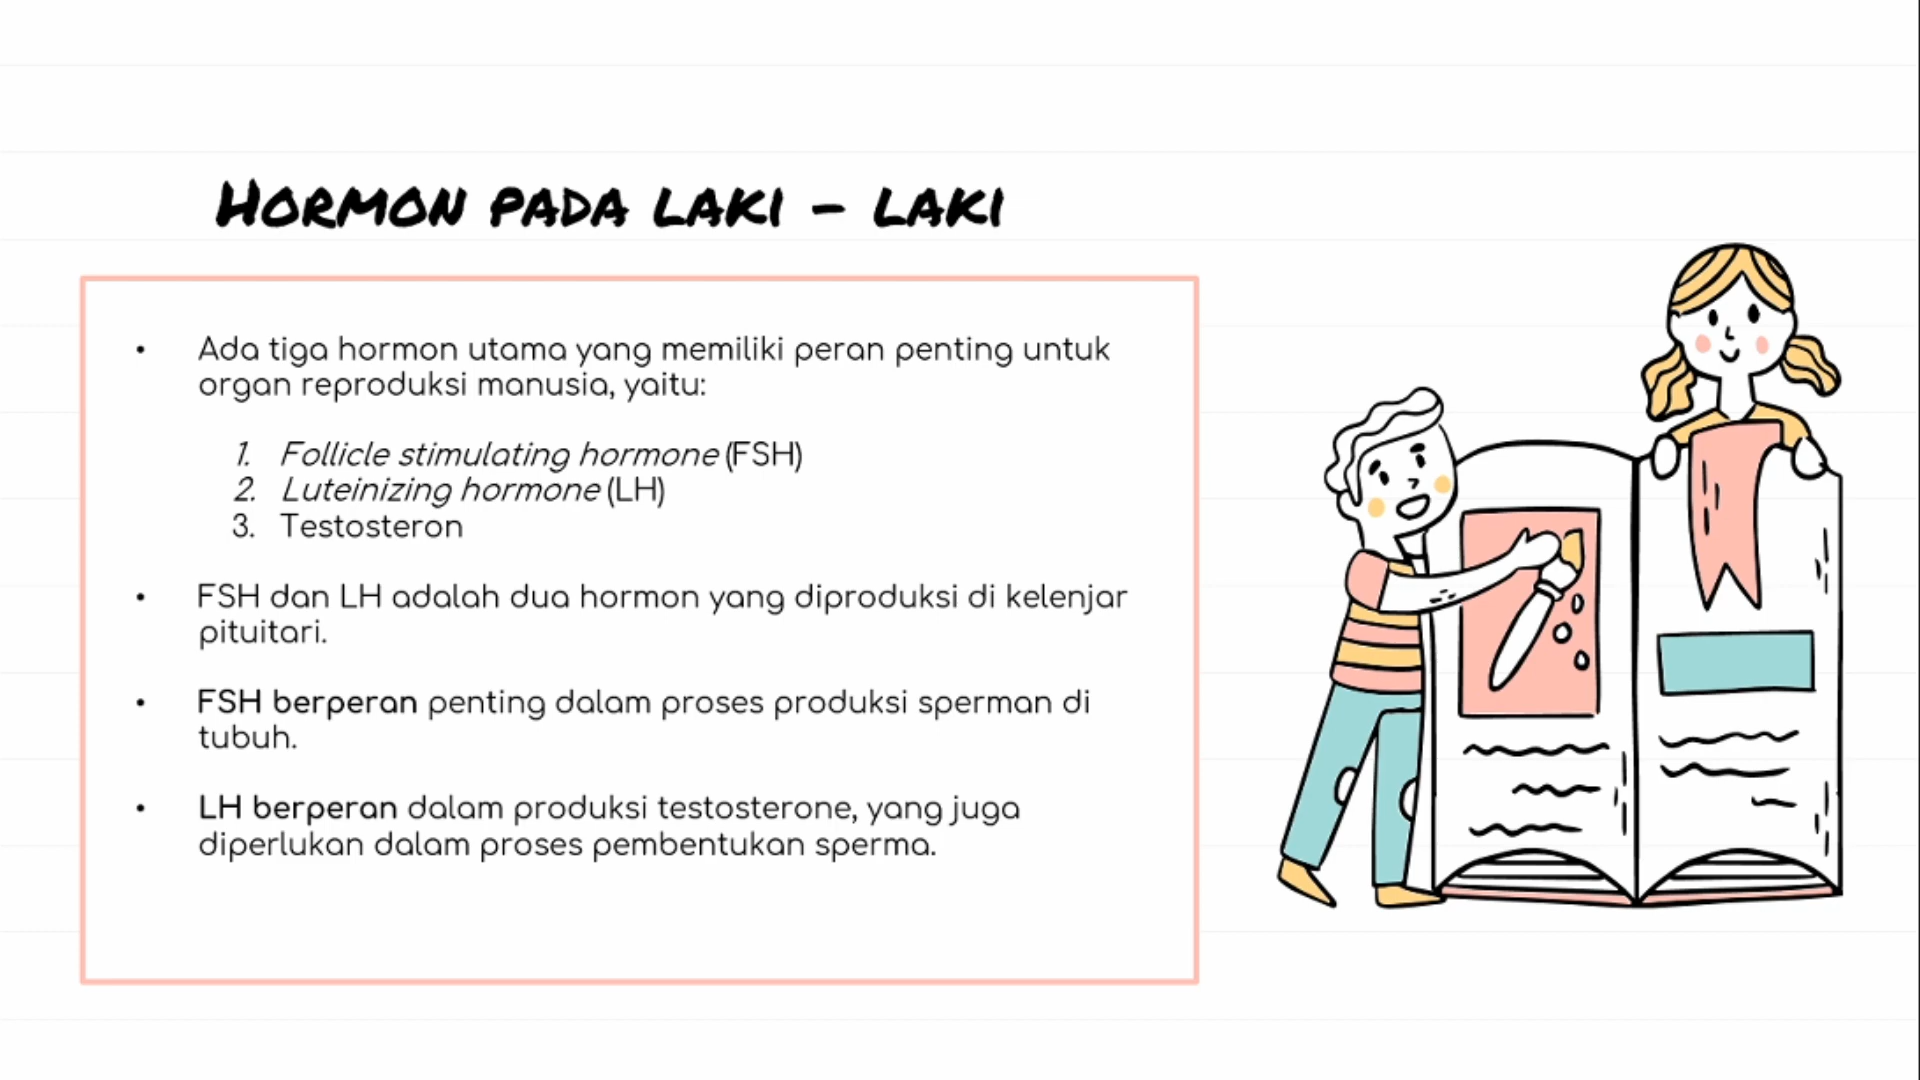 HORMON PADA LAKI - LAKI
• Ada tiga hormon utama yang memiliki peran penting untuk
organ reproduksi manusia, yaitu:
1. Follicle stimulating hormone (FSH)
2. Luteinizing hormone (LH)
3. Testosteron
• FSH dan LH adalah dua hormon yang diproduksi di kelenjar
pituitari.
• FSH berperan penting dalam proses produksi sperman di
tubuh.
• LH berperan dalam produksi testosterone, yang juga
diperlukan dalam proses pembentukan sperma.